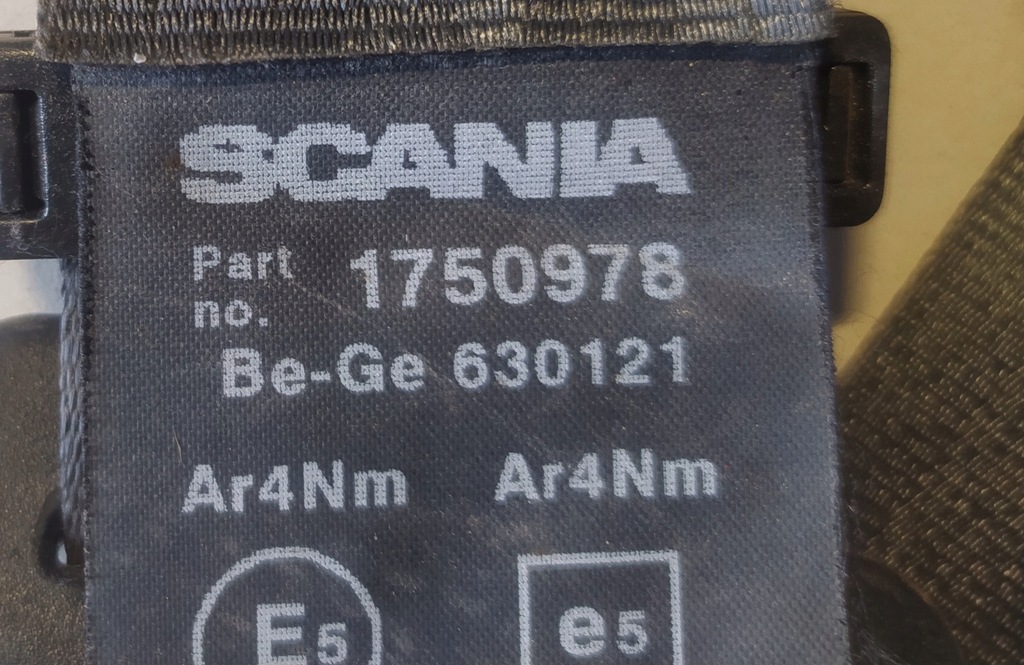 SCANIA
Part no. 1750978
Be-Ge 630121
Ar4Nm Ar4Nm
E5 e5